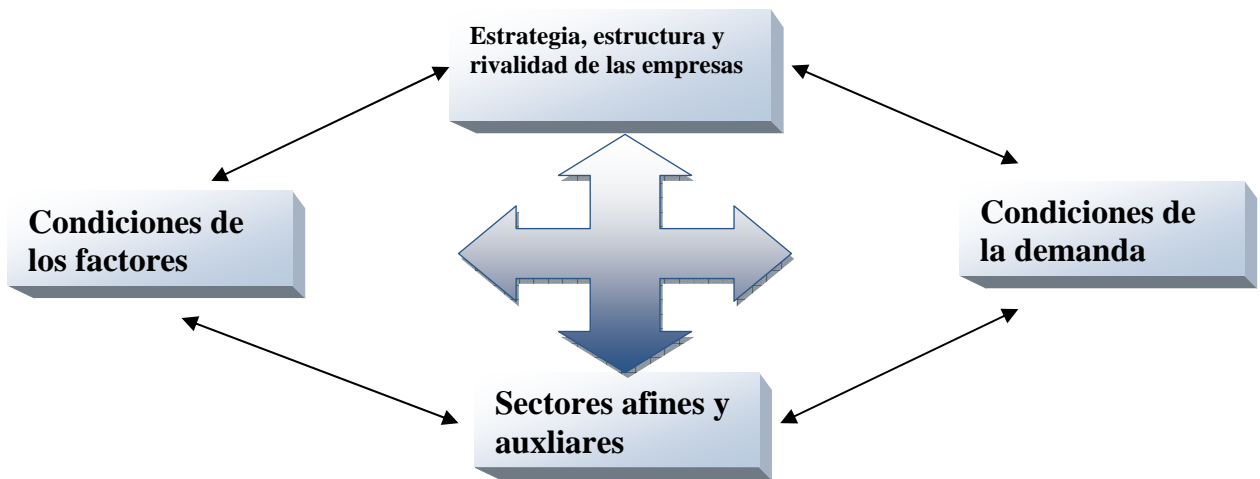 Estrategia, estructura y
rivalidad de las empresas
Condiciones de
los factores
Condiciones de
la demanda
Sectores afines y
auxliares